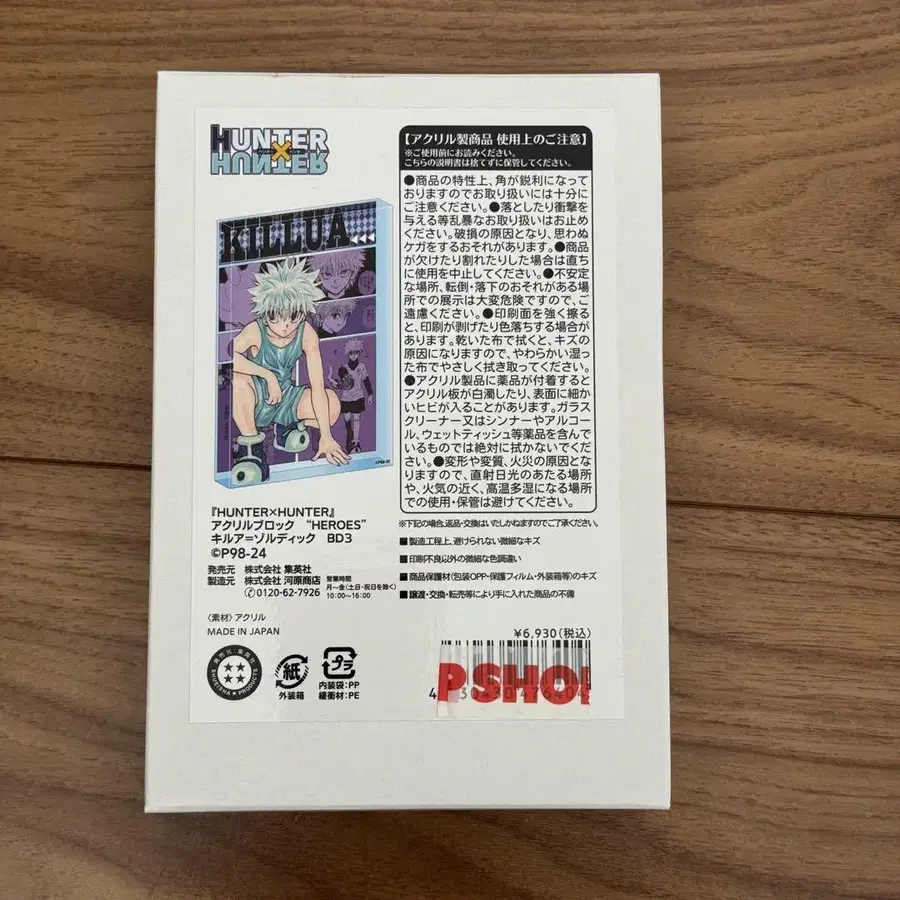 HUNTER
ハンター×ハンター
HUNTER
KILLUA
©P98-24
『HUNTER×HUNTER』
アクリルブロック “HEROES”
キルア=ゾルディック BD3
©P98-24
発売元 株式会社 集英社
製造元 株式会社 河原商店
0120-62-7926
営業時間
月~金(土日・祝日を除く)
10:00~16:00
〈素材〉アクリル
MADE IN JAPAN
発売元:集英社
SHUEISHA PRODUCTS
紙
外装箱
プラ
内装袋:PP
緩衝材:PE
【アクリル製商品 使用上のご注意】
※ご使用前にお読みください。
こちらの説明書は捨てずに保管してください。
●商品の特性上、角が鋭利になって
おりますのでお取り扱いには十分に
ご注意ください。●落としたり衝撃を
与える等乱暴なお取り扱いはお止め
ください。破損の原因となり、思わぬ
ケガをするおそれがあります。●商品
が欠けたり割れたりした場合は直ち
に使用を中止してください。●不安定
な場所、転倒・落下のおそれがある場
所での展示は大変危険ですので、ご
遠慮ください。●印刷面を強く擦る
と、印刷が剥げたり色落ちする場合が
あります。乾いた布で拭くと、キズの
原因になりますので、やわらかい湿っ
た布でやさしく拭き取ってください。
●アクリル製品に薬品が付着すると
アクリル板が白濁したり、表面に細か
いヒビが入ることがあります。ガラス
クリーナー又はシンナーやアルコー
ル、ウェットティッシュ等薬品を含んで
いるものでは絶対に拭かないでくだ
さい。●変形や変質、火災の原因とな
りますので、直射日光のあたる場所
や、火気の近く、高温多湿になる場所
での使用・保管は避けてください。
※下記の場合、返品・交換はいたしかねますのでご了承ください。
■製造工程上、避けられない微細なキズ
■印刷不良以外の微細な色調違い
■商品保護材(包装OPP・保護フィルム・外装箱等)のキズ
■譲渡・交換・転売等により手に入れた商品の不備
¥6,930(税込)
P SHO